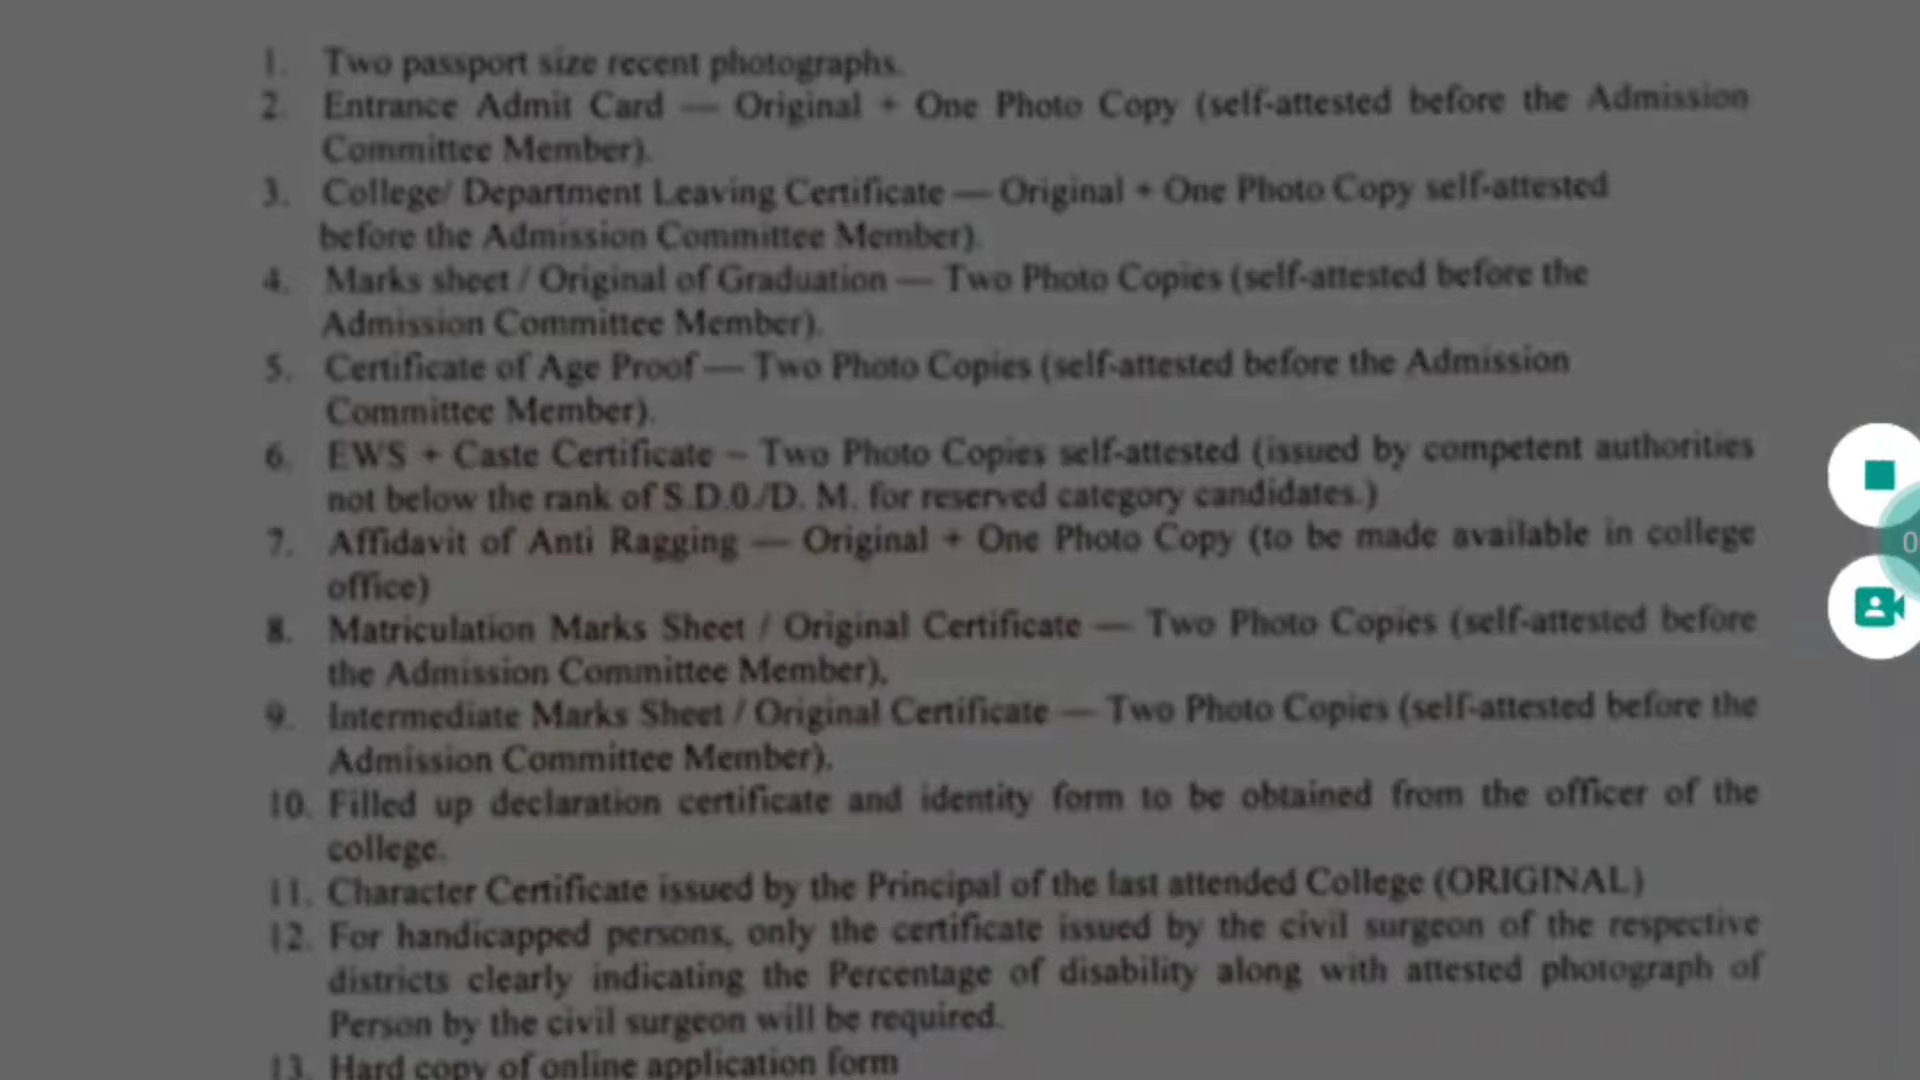 1. Two passport size recent photographs.
2. Entrance Admit Card — Original + One Photo Copy (self-attested before the Admission
Committee Member).
3. College/ Department Leaving Certificate — Original + One Photo Copy self-attested
before the Admission Committee Member).
4. Marks sheet / Original of Graduation — Two Photo Copies (self-attested before the
Admission Committee Member).
5. Certificate of Age Proof — Two Photo Copies (self-attested before the Admission
Committee Member).
6. EWS + Caste Certificate – Two Photo Copies self-attested (issued by competent authorities
not below the rank of S.D.0./D. M. for reserved category candidates.)
7. Affidavit of Anti Ragging — Original + One Photo Copy (to be made available in college
office)
8. Matriculation Marks Sheet / Original Certificate — Two Photo Copies (self-attested before
the Admission Committee Member).
9. Intermediate Marks Sheet / Original Certificate — Two Photo Copies (self-attested before the
Admission Committee Member).
10. Filled up declaration certificate and identity form to be obtained from the officer of the
college.
11. Character Certificate issued by the Principal of the last attended College (ORIGINAL)
12. For handicapped persons, only the certificate issued by the civil surgeon of the respective
districts clearly indicating the Percentage of disability along with attested photograph of
Person by the civil surgeon will be required.
13. Hard copy of online application form